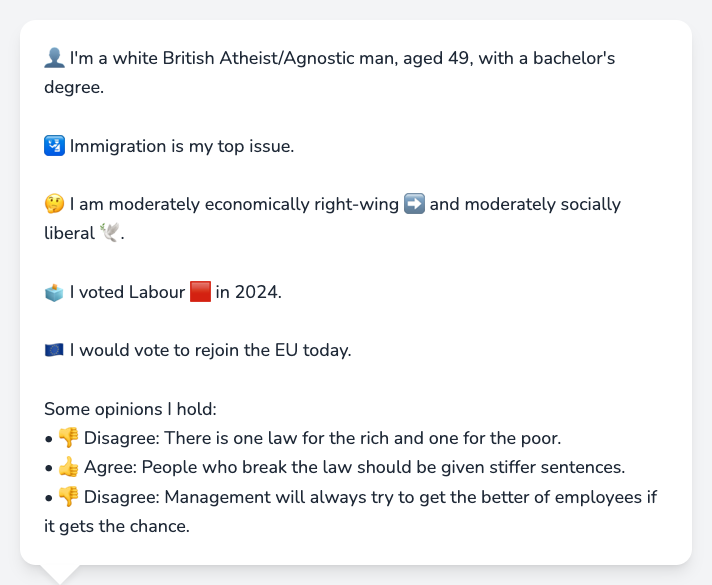 👤 I'm a white British Atheist/Agnostic man, aged 49, with a bachelor's
degree.
🛂 Immigration is my top issue.
🤔 I am moderately economically right-wing ➡️ and moderately socially
liberal 🕊️.
🗳️ I voted Labour 🟥 in 2024.
🇪🇺 I would vote to rejoin the EU today.
Some opinions I hold:
• 👎 Disagree: There is one law for the rich and one for the poor.
• 👍 Agree: People who break the law should be given stiffer sentences.
• 👎 Disagree: Management will always try to get the better of employees if
it gets the chance.